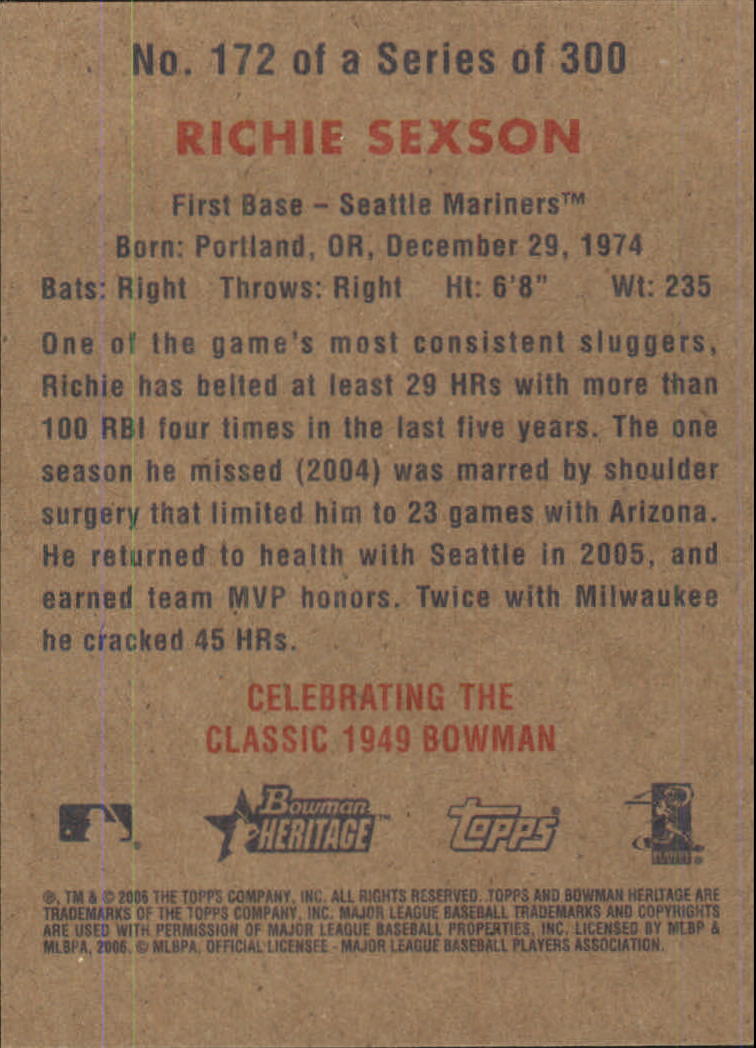 No. 172 of a Series of 300
RICHIE SEXSON
First Base – Seattle Mariners™
Born: Portland, OR, December 29, 1974
Bats: Right Throws: Right Ht: 6'8" Wt: 235
One of the game's most consistent sluggers,
Richie has belted at least 29 HRs with more than
100 RBI four times in the last five years. The one
season he missed (2004) was marred by shoulder
surgery that limited him to 23 games with Arizona.
He returned to health with Seattle in 2005, and
earned team MVP honors. Twice with Milwaukee
he cracked 45 HRs.
CELEBRATING THE
CLASSIC 1949 BOWMAN
Bowman
HERITAGE™
Topps®
®, TM & © 2006 THE TOPPS COMPANY, INC. ALL RIGHTS RESERVED. TOPPS AND BOWMAN HERITAGE ARE
TRADEMARKS OF THE TOPPS COMPANY, INC. MAJOR LEAGUE BASEBALL TRADEMARKS AND COPYRIGHTS
ARE USED WITH PERMISSION OF MAJOR LEAGUE BASEBALL PROPERTIES, INC. LICENSED BY MLBP &
MLBPA, 2006. © MLBPA, OFFICIAL LICENSEE - MAJOR LEAGUE BASEBALL PLAYERS ASSOCIATION.